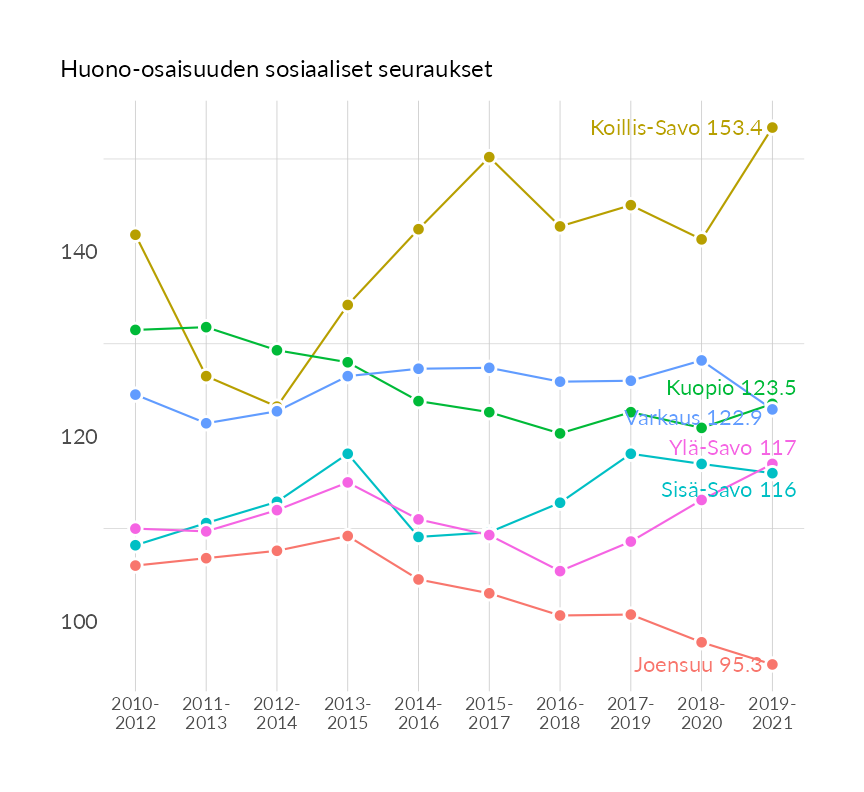 Huono-osaisuuden sosiaaliset seuraukset
Koillis-Savo 153.4
140
Kuopio 123.5
Varkaus 122.9
120
Ylä-Savo 117
Sisä-Savo 116
100
Joensuu 95.3
2010- 2011- 2012- 2013- 2014- 2015- 2016- 2017- 2018- 2019-
2012 2013 2014 2015 2016 2017 2018 2019 2020 2021